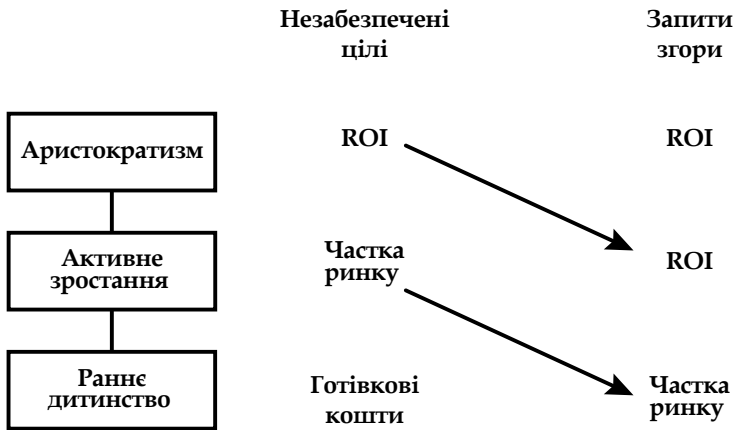 Незабезпечені
цілі
Запити
згори
Аристократизм
ROI
ROI
Активне
зростання
Частка
ринку
ROI
Раннє
дитинство
Готівкові
кошти
Частка
ринку